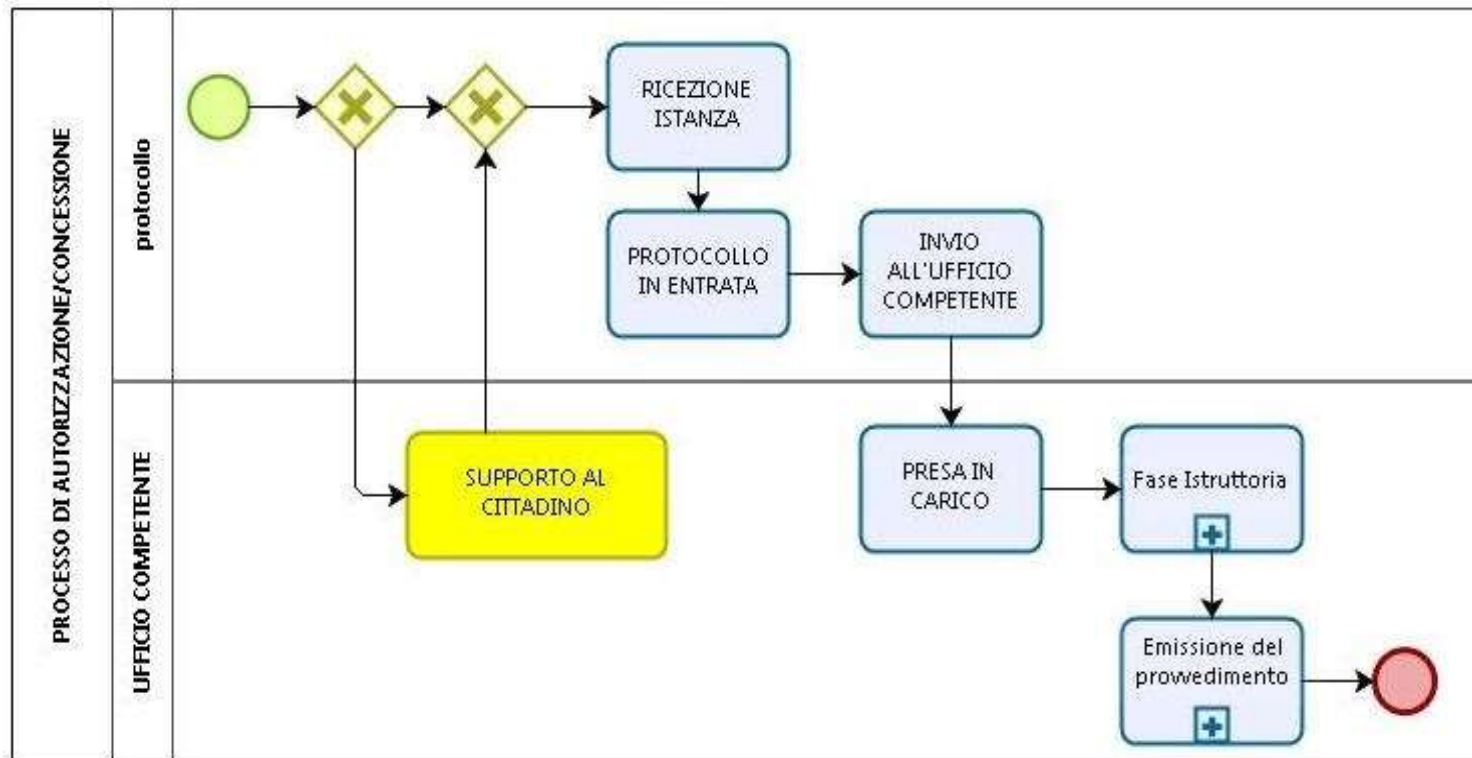 PROCESSO DI AUTORIZZAZIONE/CONCESSIONE
protocollo
RICEZIONE
ISTANZA
PROTOCOLLO
IN ENTRATA
INVIO
ALL'UFFICIO
COMPETENTE
UFFICIO COMPETENTE
SUPPORTO AL
CITTADINO
PRESA IN
CARICO
Fase Istruttoria
Emissione del
provvedimento